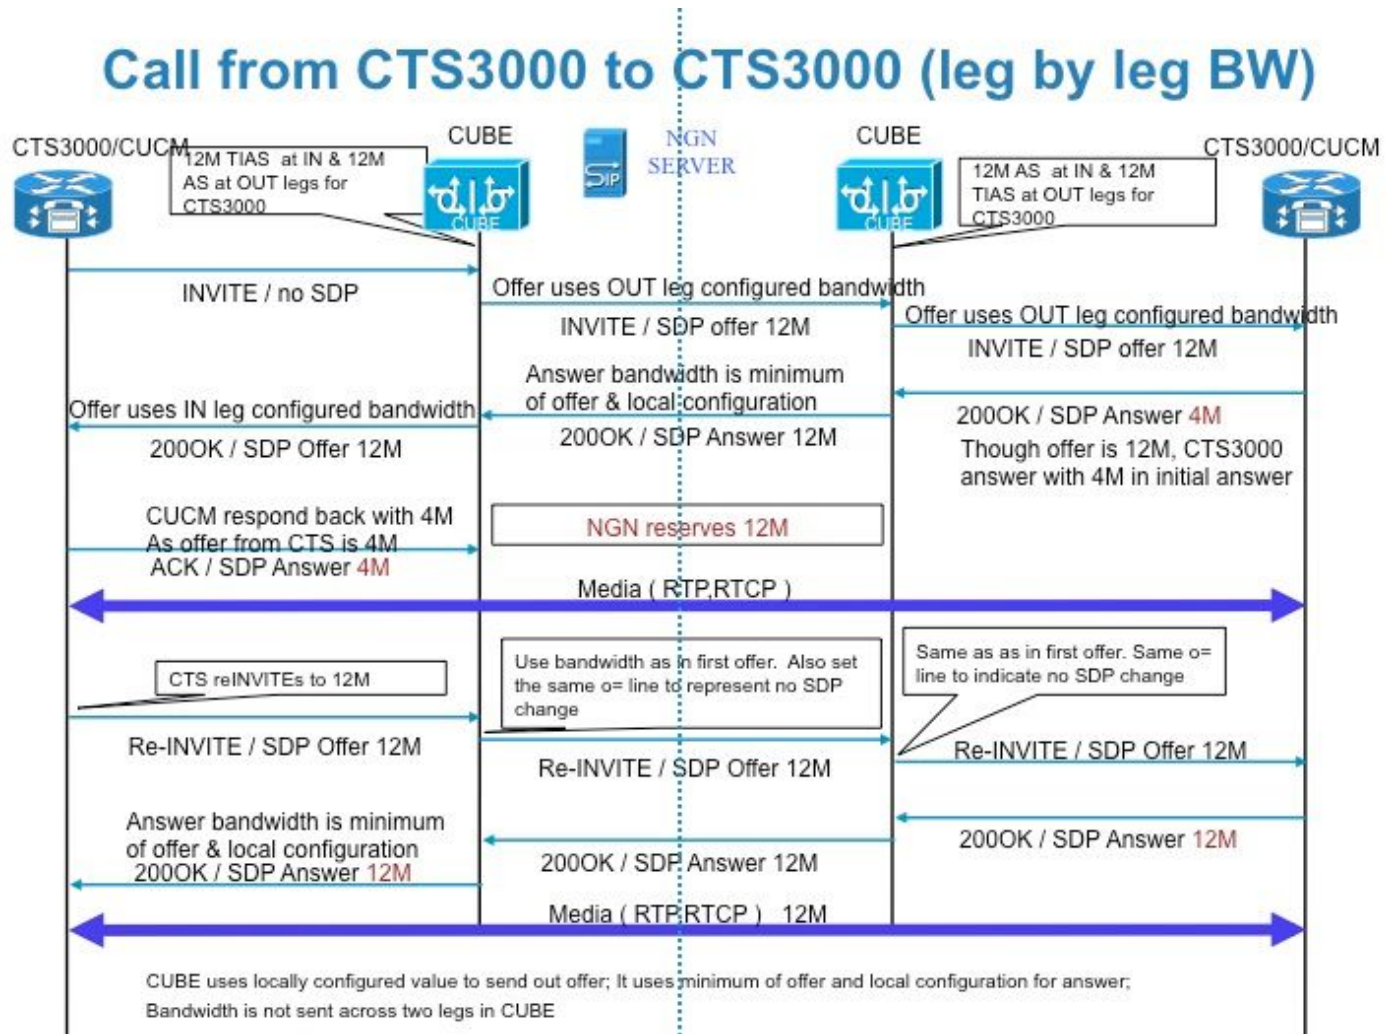 Call from CTS3000 to CTS3000 (leg by leg BW)
CTS3000/CUCM
12M TIAS at IN & 12M
AS at OUT legs for
CTS3000
CUBE
CUBE
SIP
NGN
SERVER
CUBE
CUBE
12M AS at IN & 12M
TIAS at OUT legs for
CTS3000
CTS3000/CUCM
INVITE / no SDP
Offer uses OUT leg configured bandwidth
INVITE / SDP offer 12M
Offer uses OUT leg configured bandwidth
INVITE / SDP offer 12M
200OK / SDP Answer 4M
Though offer is 12M, CTS3000
answer with 4M in initial answer
Answer bandwidth is minimum
of offer & local configuration
200OK / SDP Answer 12M
Offer uses IN leg configured bandwidth
200OK / SDP Offer 12M
CUCM respond back with 4M
As offer from CTS is 4M
ACK / SDP Answer 4M
NGN reserves 12M
Media ( RTP,RTCP )
CTS reINVITEs to 12M
Re-INVITE / SDP Offer 12M
Use bandwidth as in first offer. Also set
the same o= line to represent no SDP
change
Re-INVITE / SDP Offer 12M
Same as as in first offer. Same o=
line to indicate no SDP change
Re-INVITE / SDP Offer 12M
200OK / SDP Answer 12M
200OK / SDP Answer 12M
Answer bandwidth is minimum
of offer & local configuration
200OK / SDP Answer 12M
Media ( RTP,RTCP ) 12M
CUBE uses locally configured value to send out offer; It uses minimum of offer and local configuration for answer;
Bandwidth is not sent across two legs in CUBE